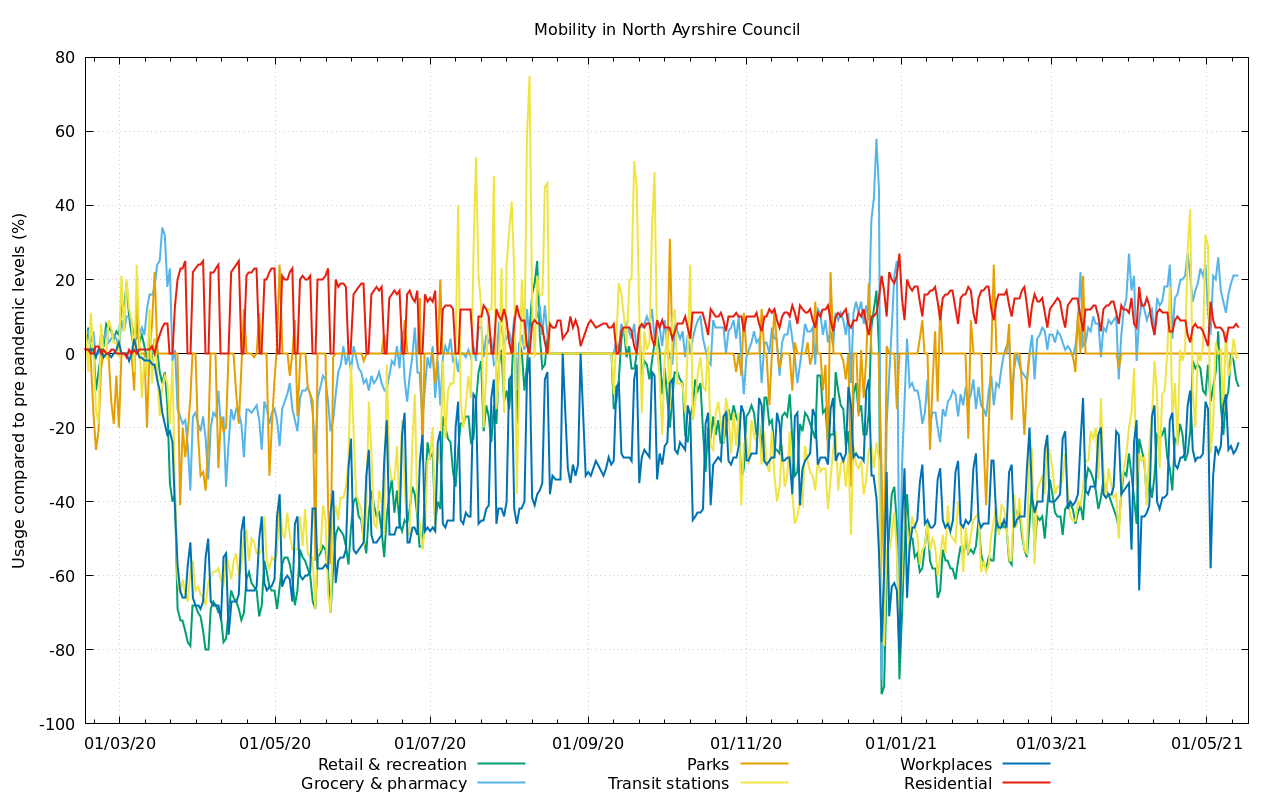 Mobility in North Ayrshire Council
Usage compared to pre pandemic levels (%)
80
60
40
20
0
-20
-40
-60
-80
-100
01/03/20 01/05/20 01/07/20 01/09/20 01/11/20 01/01/21 01/03/21 01/05/21
Retail & recreation Parks Workplaces
Grocery & pharmacy Transit stations Residential